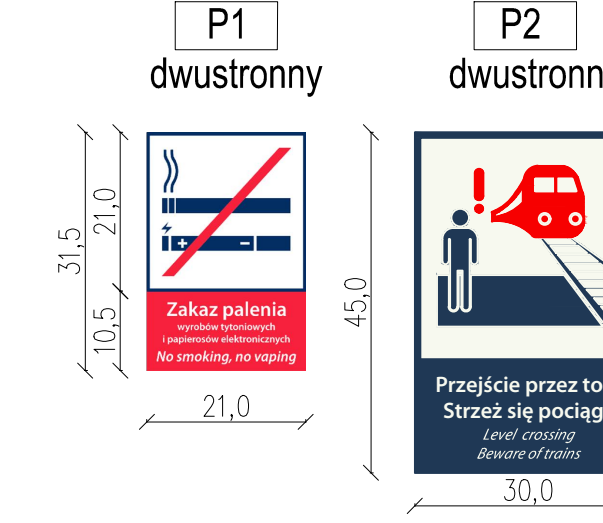 P1
dwustronny
31,5
21,0
10,5
Zakaz palenia
wyrobów tytoniowych
i papierosów elektronicznych
No smoking, no vaping
21,0
P2
dwustronn
45,0
Przejście przez to
Strzeż się pociąg
Level crossing
Beware of trains
30,0